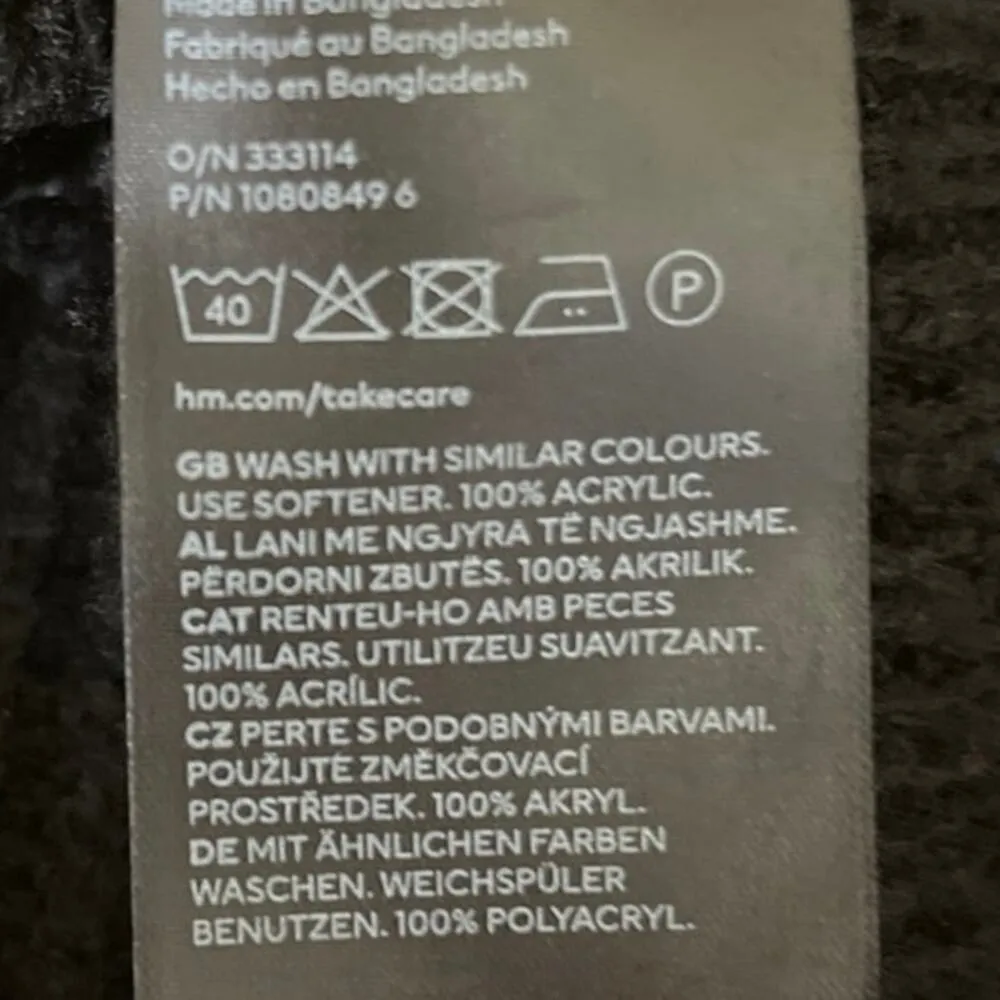 Made in Bangladesh
Fabriqué au Bangladesh
Hecho en Bangladesh
O/N 333114
P/N 1080849 6
40 P
hm.com/takecare
GB WASH WITH SIMILAR COLOURS.
USE SOFTENER. 100% ACRYLIC.
AL LANI ME NGJYRA TË NGJASHME.
PËRDORNI ZBUTËS. 100% AKRILIK.
CAT RENTEU-HO AMB PECES
SIMILARS. UTILITZEU SUAVITZANT.
100% ACRÍLIC.
CZ PERTE S PODOBNÝMI BARVAMI.
POUŽIJTE ZMĚKČOVACÍ
PROSTŘEDEK. 100% AKRYL.
DE MIT ÄHNLICHEN FARBEN
WASCHEN. WEICHSPÜLER
BENUTZEN. 100% POLYACRYL.